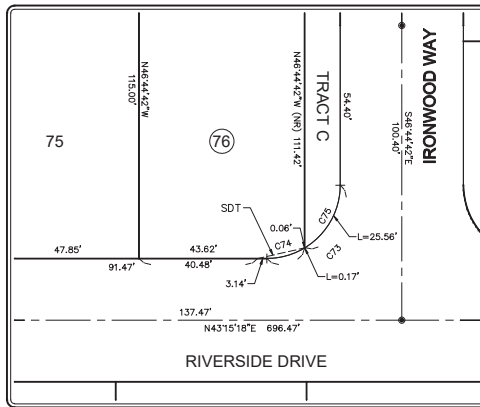 N46°44'42"W
115.00'
N46°44'42"W (NR) 111.42'
TRACT C
54.40'
S46°44'42"E
100.40'
IRONWOOD WAY
75
76
SDT
0.06'
C75
L=25.56'
C74
C73
47.85'
43.62'
91.47'
40.48'
3.14'
L=0.17'
137.47'
N43°15'18"E 696.47'
RIVERSIDE DRIVE